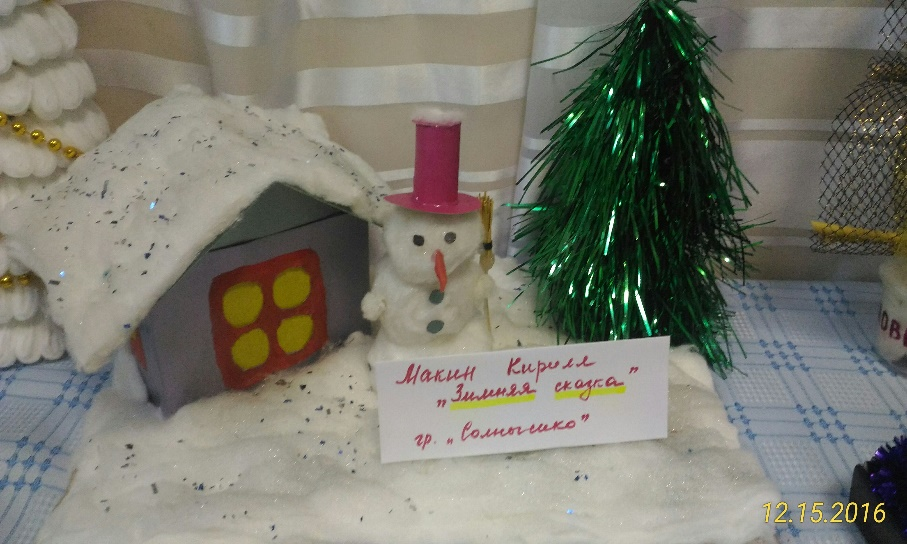 Макин Кирилл
„Зимняя сказка"
гр. „Солнышко"
12.15.2016